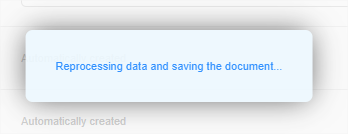 Reprocessing data and saving the document...
Automatically created